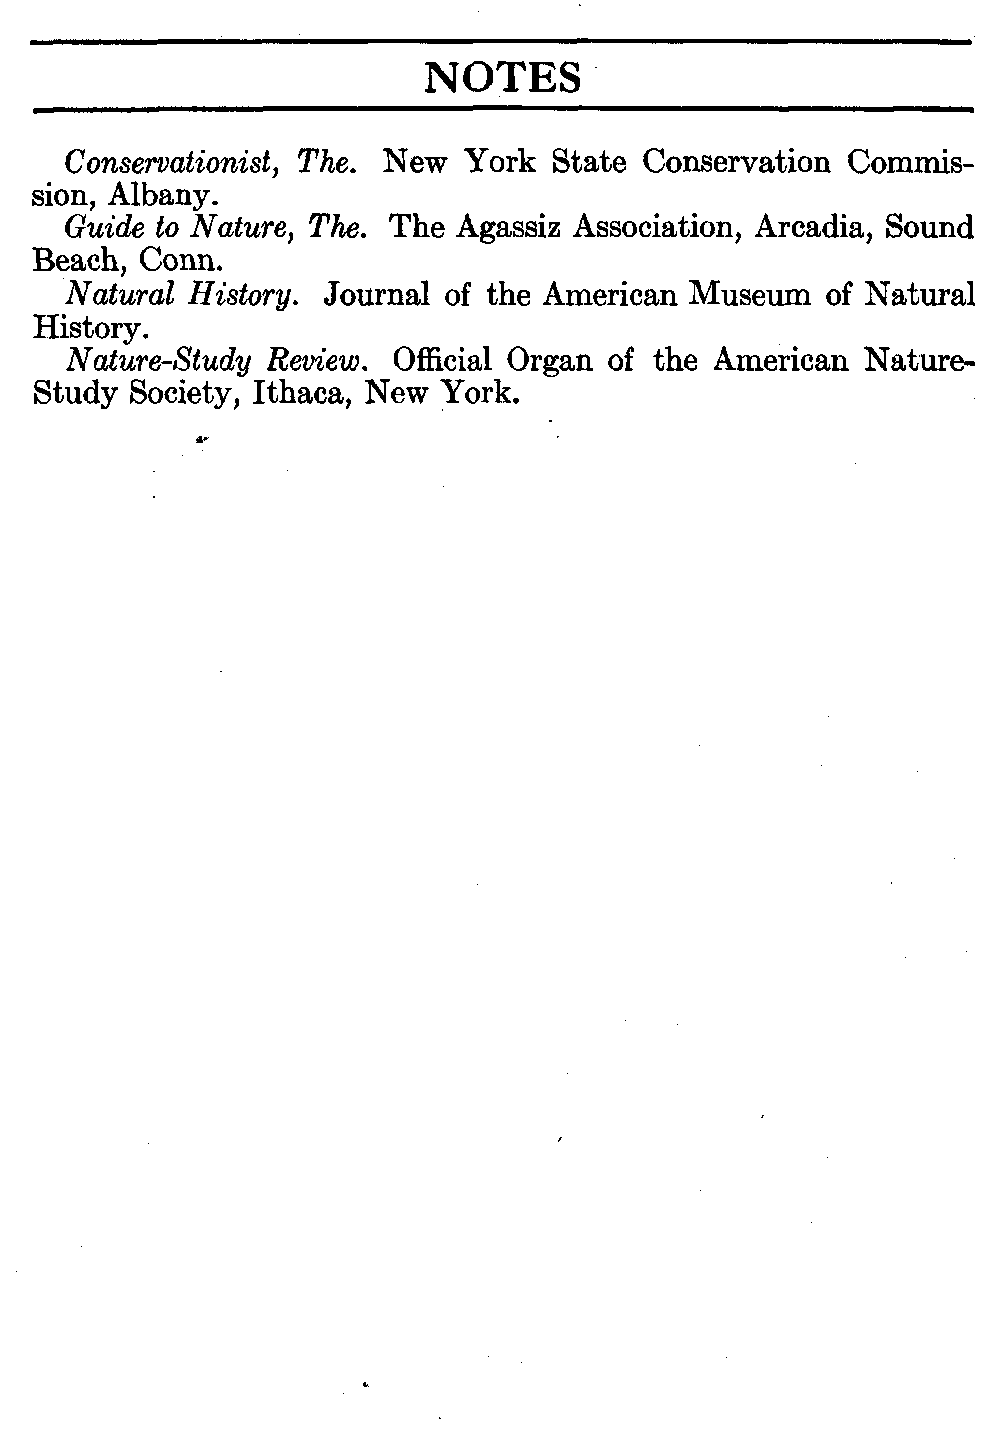 NOTES
Conservationist, The. New York State Conservation Commis-
sion, Albany.
Guide to Nature, The. The Agassiz Association, Arcadia, Sound
Beach, Conn.
Natural History. Journal of the American Museum of Natural
History.
Nature-Study Review. Official Organ of the American Nature-
Study Society, Ithaca, New York.